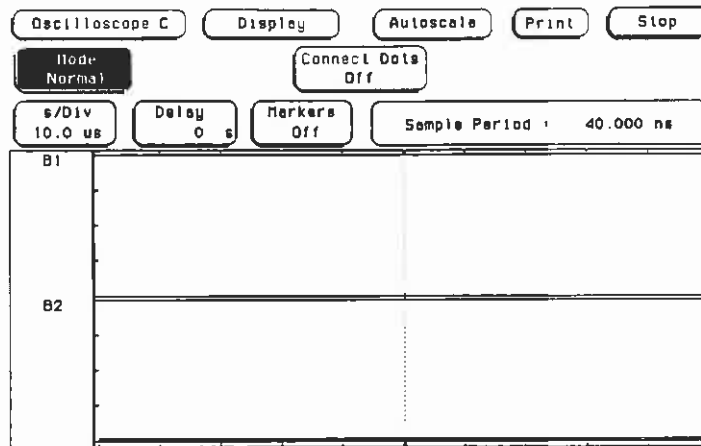 Oscilloscope C Display Autoscale Print Stop
Mode Connect Dots
Normal Off
s/Div Delay Markers Sample Period : 40.000 ns
10.0 us 0 s Off
B1
B2